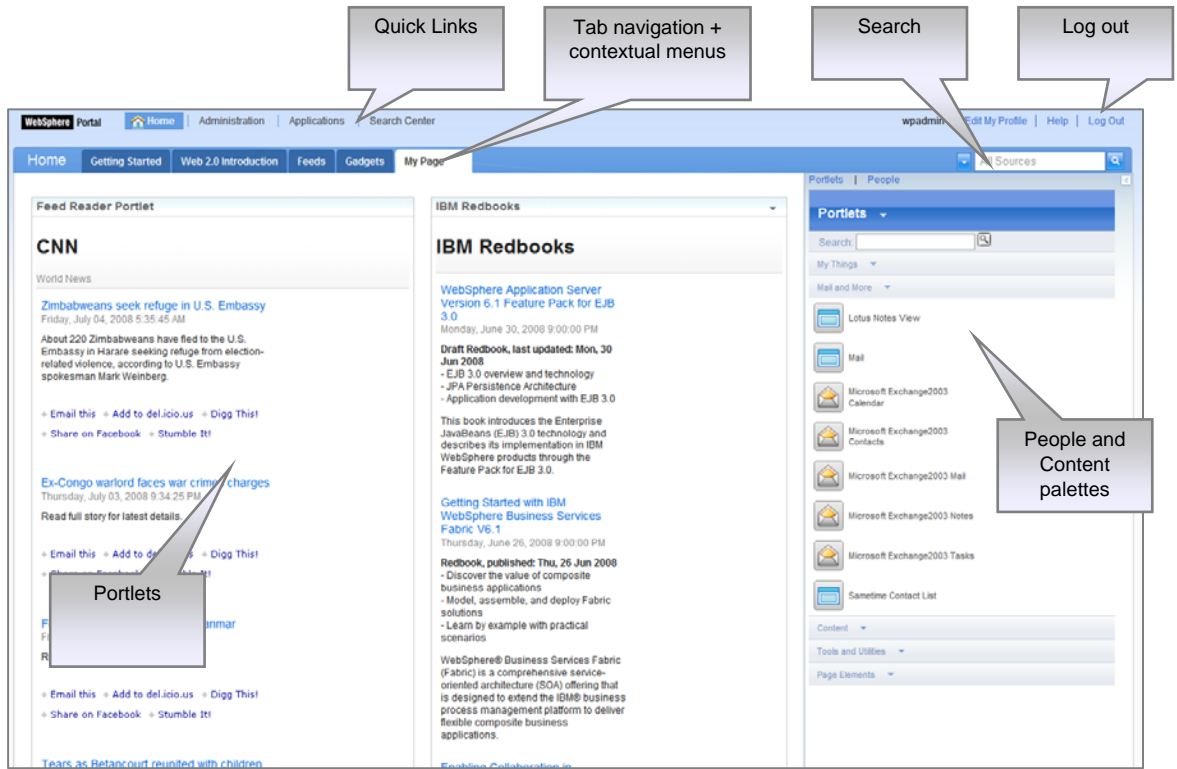 Quick Links
Tab navigation +
contextual menus
Search
Log out
WebSphere Portal Home | Administration | Applications | Search Center
wpadmin Edit My Profile | Help | Log Out
Home Getting Started Web 2.0 Introduction Feeds Gadgets My Page
All Sources
Portlets | People
Feed Reader Portlet
CNN
World News
Zimbabweans seek refuge in U.S. Embassy
Friday, July 04, 2008 5:35:45 AM
About 220 Zimbabweans have fled to the U.S.
Embassy in Harare seeking refuge from election-
related violence, according to U.S. Embassy
spokesman Mark Weinberg.
+ Email this + Add to del.icio.us + Digg This!
+ Share on Facebook + Stumble It!
Ex-Congo warlord faces war crimes charges
Thursday, July 03, 2008 9:34:25 PM
Read full story for latest details.
+ Email this + Add to de + Digg This!
Portlets
anmar
+ Email this + Add to del.icio.us + Digg This!
+ Share on Facebook + Stumble It!
Tears as Betancourt reunited with children
IBM Redbooks
IBM Redbooks
WebSphere Application Server
Version 6.1 Feature Pack for EJB
3.0
Monday, June 30, 2008 9:00:00 PM
Draft Redbook, last updated: Mon, 30
Jun 2008
- EJB 3.0 overview and technology
- JPA Persistence Architecture
- Application development with EJB 3.0
This book introduces the Enterprise
JavaBeans (EJB) 3.0 technology and
describes its implementation in IBM
WebSphere products through the
Feature Pack for EJB 3.0.
Getting Started with IBM
WebSphere Business Services
Fabric V6.1
Thursday, June 26, 2008 9:00:00 PM
Redbook, published: Thu, 26 Jun 2008
- Discover the value of composite
business applications
- Model, assemble, and deploy Fabric
solutions
- Learn by example with practical
scenarios
WebSphere® Business Services Fabric
(Fabric) is a comprehensive service-
oriented architecture (SOA) offering that
is designed to extend the IBM® business
process management platform to deliver
flexible composite business
applications.
Enabling Collaboration in
Portlets
Search:
My Things
Mail and More
Lotus Notes View
Mail
Microsoft Exchange2003
Calendar
Microsoft Exchange2003
Contacts
Microsoft Exchange2003 Mail
Microsoft Exchange2003 Notes
Microsoft Exchange2003 Tasks
Sametime Contact List
Content
Tools and Utilities
Page Elements
People and
Content
palettes